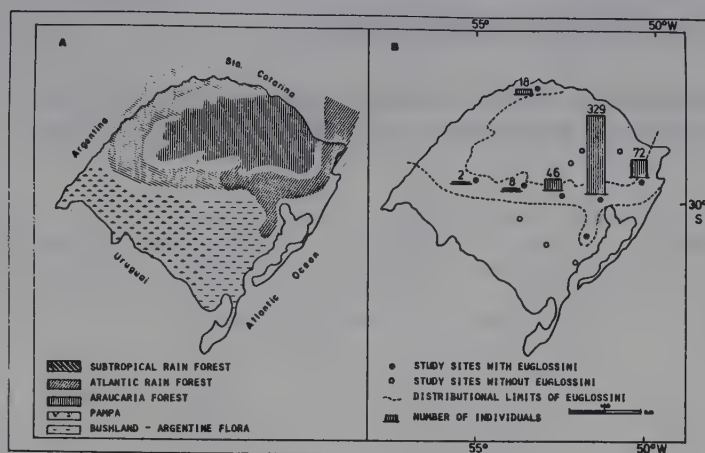 A
Sta. Catarina
Argentina
Uruguai
Atlantic Ocean
SUBTROPICAL RAIN FOREST
ATLANTIC RAIN FOREST
ARAUCARIA FOREST
PAMPA
BUSHLAND - ARGENTINE FLORA
55° 50°W
B
18
329
72
2
8
46
30°
S
STUDY SITES WITH EUGLOSSINI
STUDY SITES WITHOUT EUGLOSSINI
DISTRIBUTIONAL LIMITS OF EUGLOSSINI
NUMBER OF INDIVIDUALS
55° 50°W